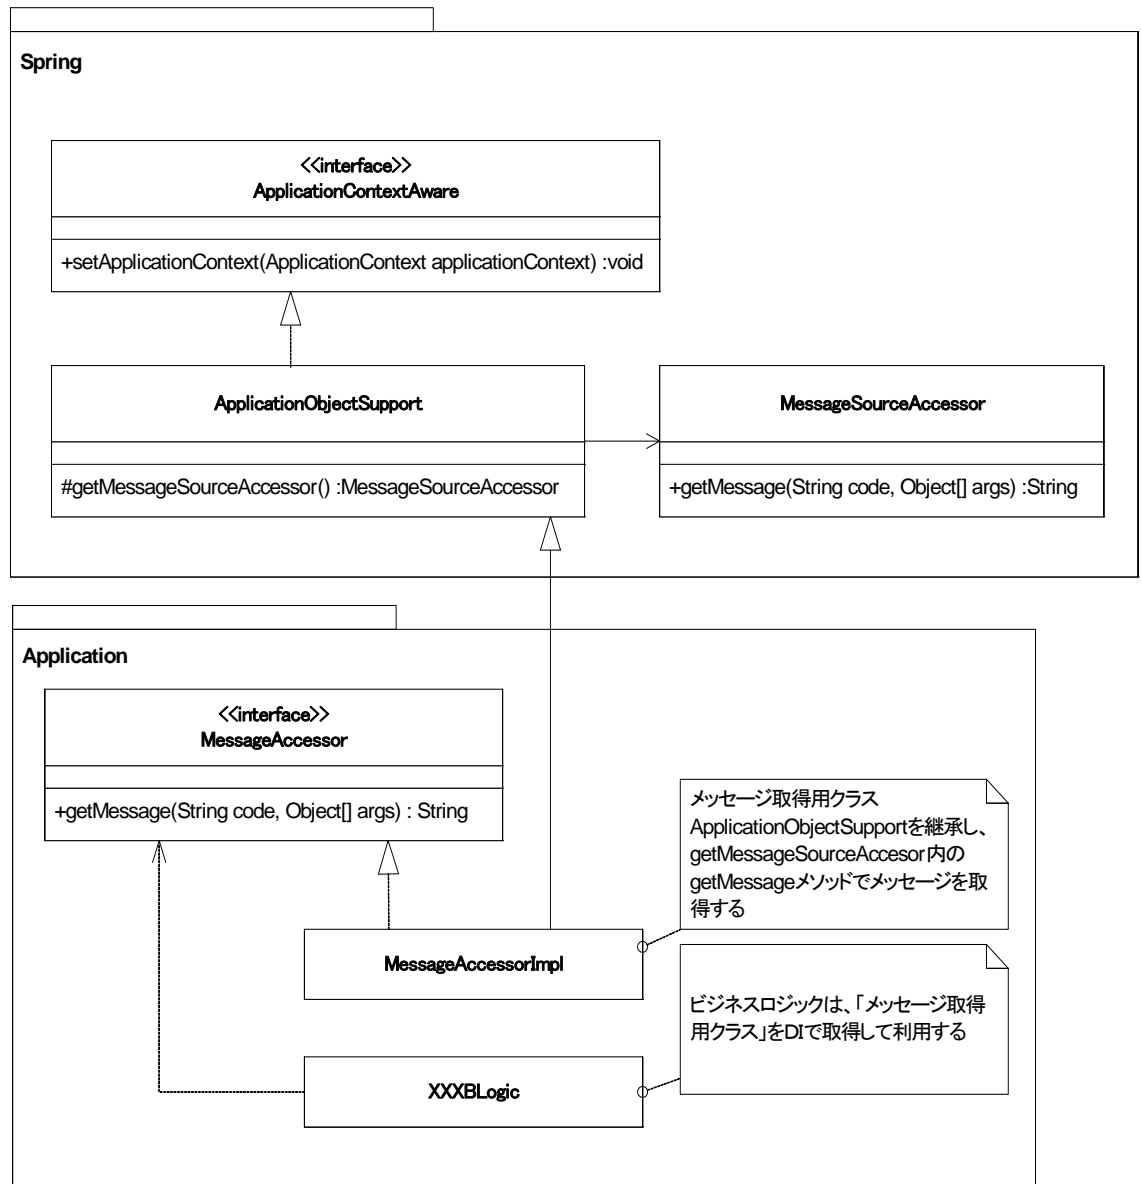 Spring
<<interface>>
ApplicationContextAware
+setApplicationContext(ApplicationContext applicationContext) :void
ApplicationObjectSupport
#getMessageSourceAccessor() :MessageSourceAccessor
MessageSourceAccessor
+getMessage(String code, Object[] args) :String
Application
<<interface>>
MessageAccessor
+getMessage(String code, Object[] args) : String
メッセージ取得用クラス
ApplicationObjectSupportを継承し、
getMessageSourceAccesor内の
getMessageメソッドでメッセージを取
得する
MessageAccessorImpl
ビジネスロジックは、「メッセージ取得
用クラス」をDIで取得して利用する
XXXBLogic